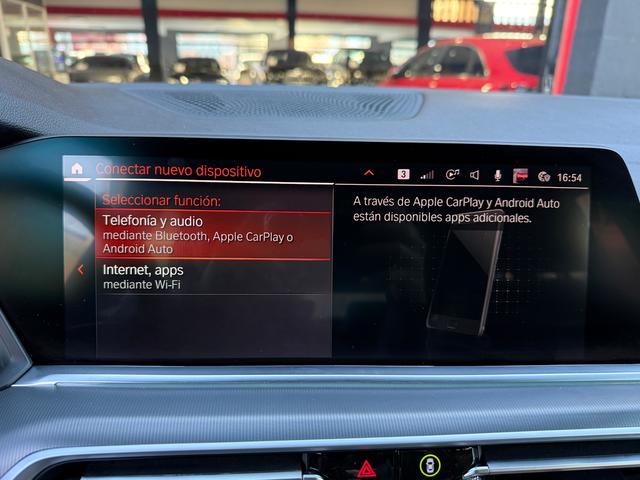 Conectar nuevo dispositivo
3
16:54
Seleccionar función:
Telefonía y audio
mediante Bluetooth, Apple CarPlay o
Android Auto
Internet, apps
mediante Wi-Fi
A través de Apple CarPlay y Android Auto
están disponibles apps adicionales.